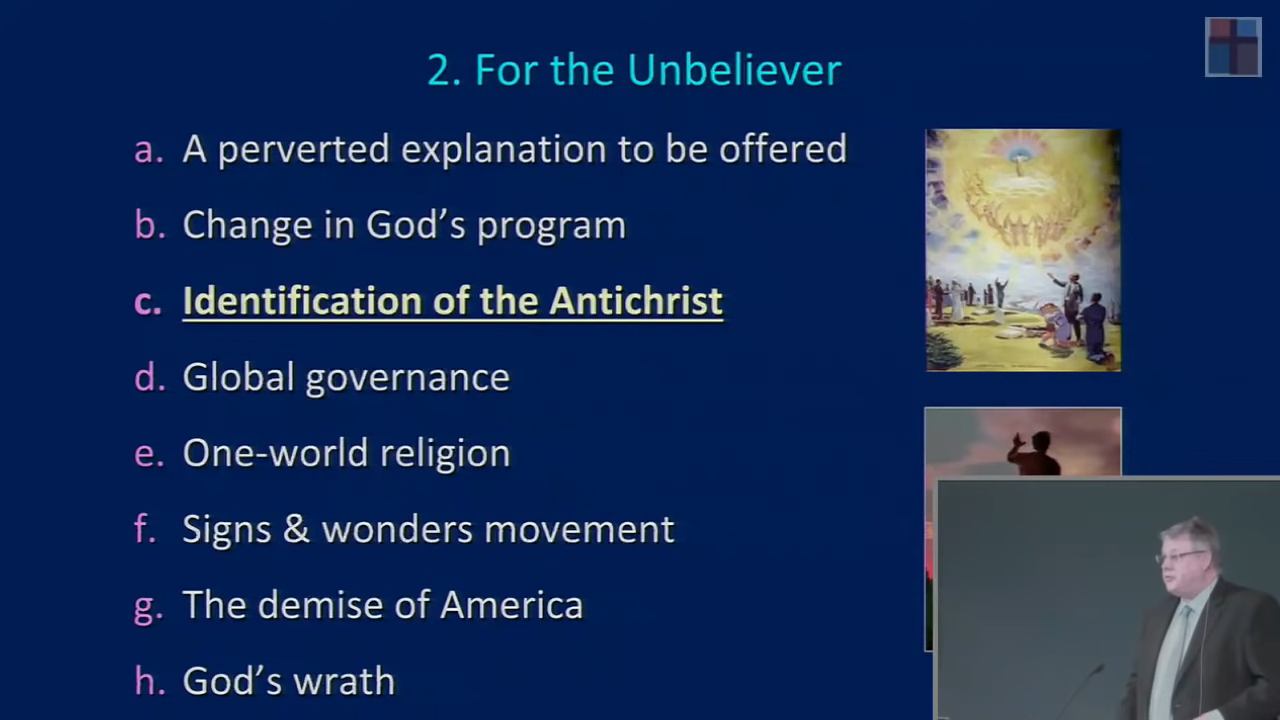 2. For the Unbeliever
a. A perverted explanation to be offered
b. Change in God’s program
c. Identification of the Antichrist
d. Global governance
e. One-world religion
f. Signs & wonders movement
g. The demise of America
h. God’s wrath